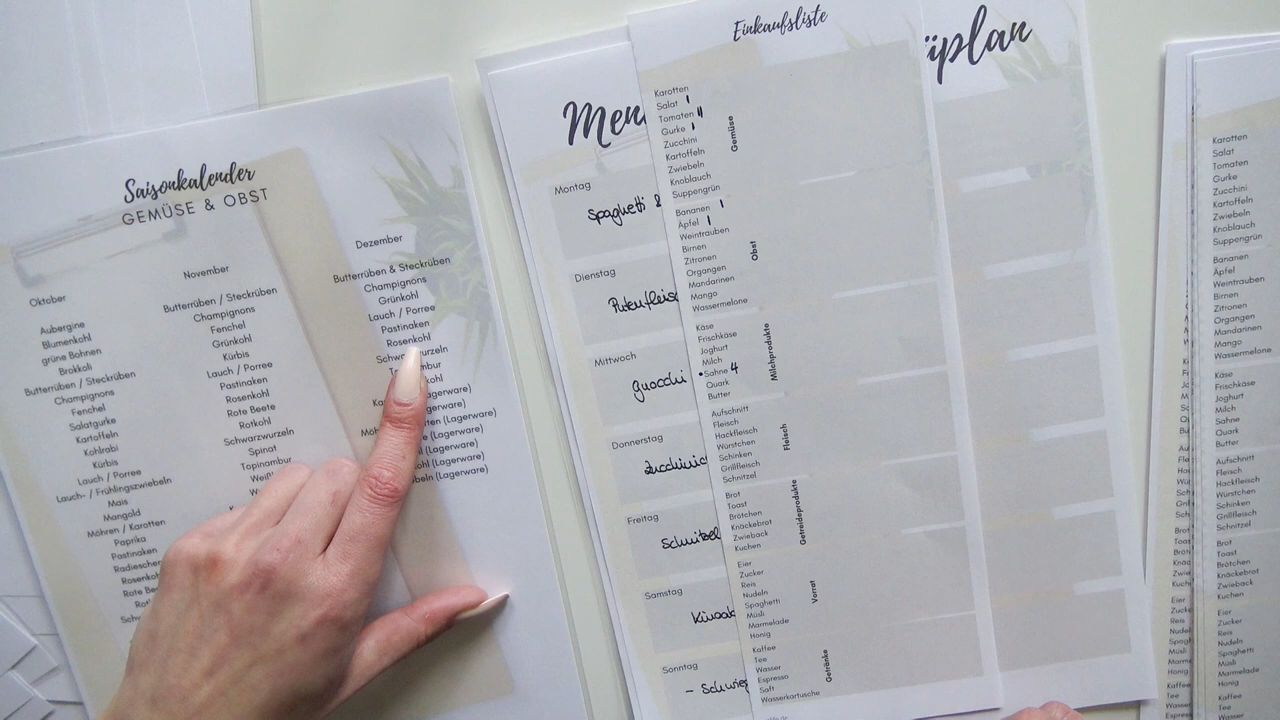 Saisonkalender
GEMÜSE & OBST
Oktober
Aubergine
Blumenkohl
grüne Bohnen
Brokkoli
Butterrüben / Steckrüben
Champignons
Fenchel
Salatgurke
Kartoffeln
Kohlrabi
Kürbis
Lauch / Porree
Lauch- / Frühlingszwiebeln
Mais
Mangold
Möhren / Karotten
Paprika
Pastinaken
November
Butterrüben / Steckrüben
Champignons
Fenchel
Grünkohl
Kürbis
Lauch / Porree
Pastinaken
Rosenkohl
Rote Beete
Rotkohl
Schwarzwurzeln
Spinat
Topinambur
Dezember
Butterrüben & Steckrüben
Champignons
Grünkohl
Lauch / Porree
Pastinaken
Rosenkohl
(Lagerware)
(Lagerware)
(Lagerware)
(Lagerware)
Montag
Spaghetti &
Dienstag
Mittwoch
gnocchi
Donnerstag
Freitag
Schnitzel
Samstag
Sonntag
Einkaufsliste
Karotten
Salat I
Tomaten II
Gurke I
Zucchini
Kartoffeln
Zwiebeln
Knoblauch
Suppengrün
Gemüse
Bananen I
Äpfel I
Weintrauben
Birnen
Zitronen
Organgen
Mandarinen
Mango
Wassermelone
Obst
Käse
Frischkäse
Joghurt
Milch
•Sahne 4
Quark
Butter
Milchprodukte
Aufschnitt
Fleisch
Hackfleisch
Würstchen
Schinken
Grillfleisch
Schnitzel
Fleisch
Brot
Toast
Brötchen
Knäckebrot
Zwieback
Kuchen
Getreideprodukte
Eier
Zucker
Reis
Nudeln
Spaghetti
Müsli
Marmelade
Honig
Vorrat
Kaffee
Tee
Wasser
Espresso
Saft
Wasserkartusche
Getränke
Karotten
Salat
Tomaten
Gurke
Zucchini
Kartoffeln
Zwiebeln
Knoblauch
Suppengrün
Bananen
Äpfel
Weintrauben
Birnen
Zitronen
Organgen
Mandarinen
Mango
Wassermelone
Käse
Frischkäse
Joghurt
Milch
Sahne
Quark
Butter
Aufschnitt
Fleisch
Hackfleisch
Würstchen
Schinken
Grillfleisch
Schnitzel
Brot
Toast
Brötchen
Knäckebrot
Zwieback
Kuchen
Eier
Zucker
Reis
Nudeln
Spaghetti
Müsli
Marmelade
Honig
Kaffee
Tee
Wasser